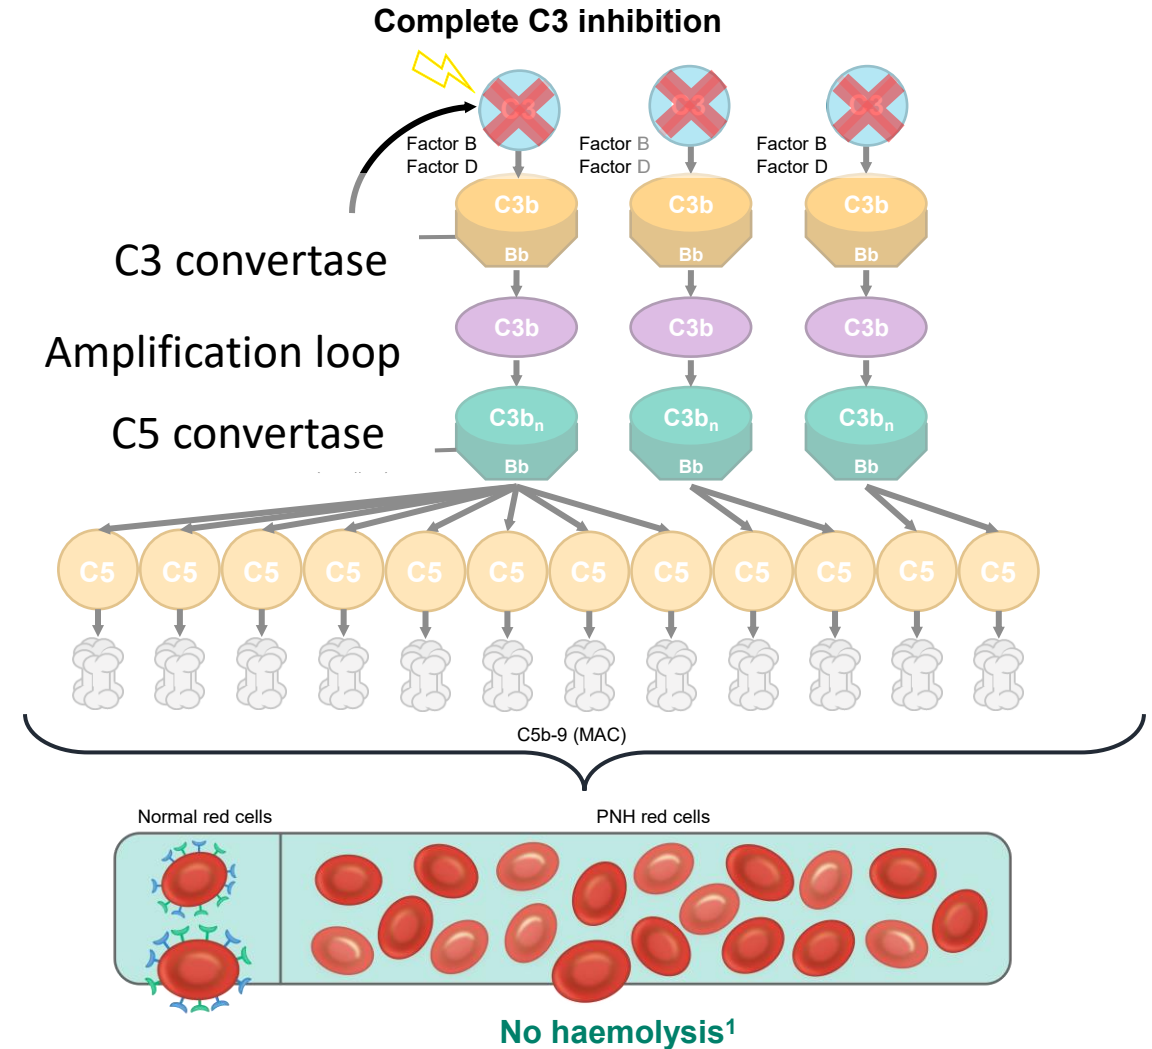 Complete C3 inhibition
C3 C3 C3
Factor B Factor B Factor B
Factor D Factor D Factor D
C3b C3b C3b
Bb Bb Bb
C3 convertase
C3b C3b C3b
Amplification loop
C3bₙ C3bₙ C3bₙ
C5 convertase
Bb Bb Bb
C5 C5 C5 C5 C5 C5 C5 C5 C5 C5 C5 C5
C5b-9 (MAC)
Normal red cells PNH red cells
No haemolysis¹